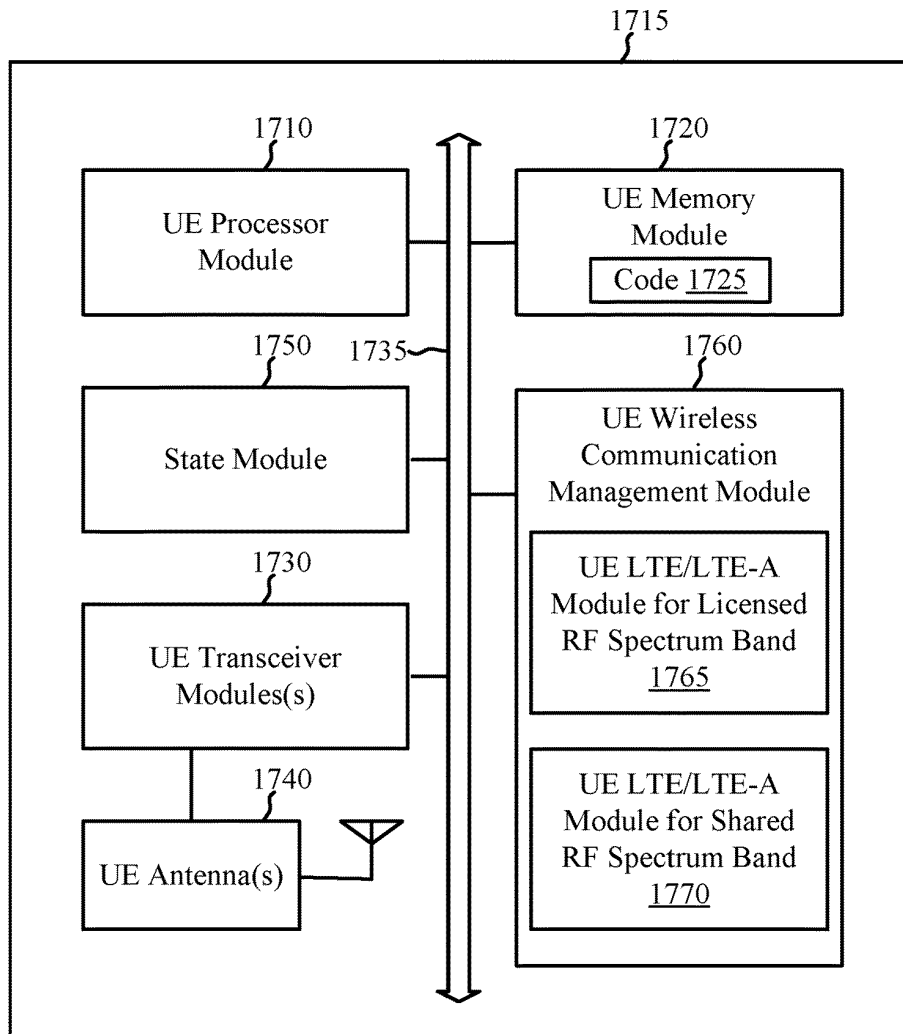 1715
1710
UE Processor
Module
1720
UE Memory
Module
Code 1725
1735
1750
State Module
1760
UE Wireless
Communication
Management Module
UE LTE/LTE-A
Module for Licensed
RF Spectrum Band
1765
UE LTE/LTE-A
Module for Shared
RF Spectrum Band
1770
1730
UE Transceiver
Modules(s)
1740
UE Antenna(s)